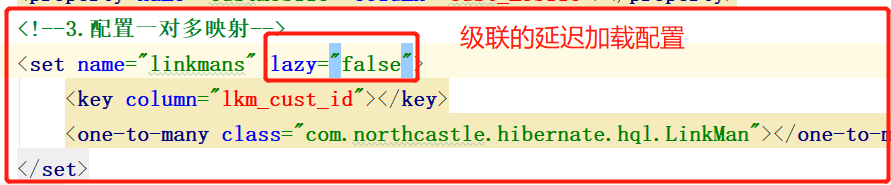 <!--3.配置一对多映射-->
级联的延迟加载配置
<set name="linkmans" lazy="false">
<key column="lkm_cust_id"></key>
<one-to-many class="com.northcastle.hibernate.hql.LinkMan"></one-to-m
</set>